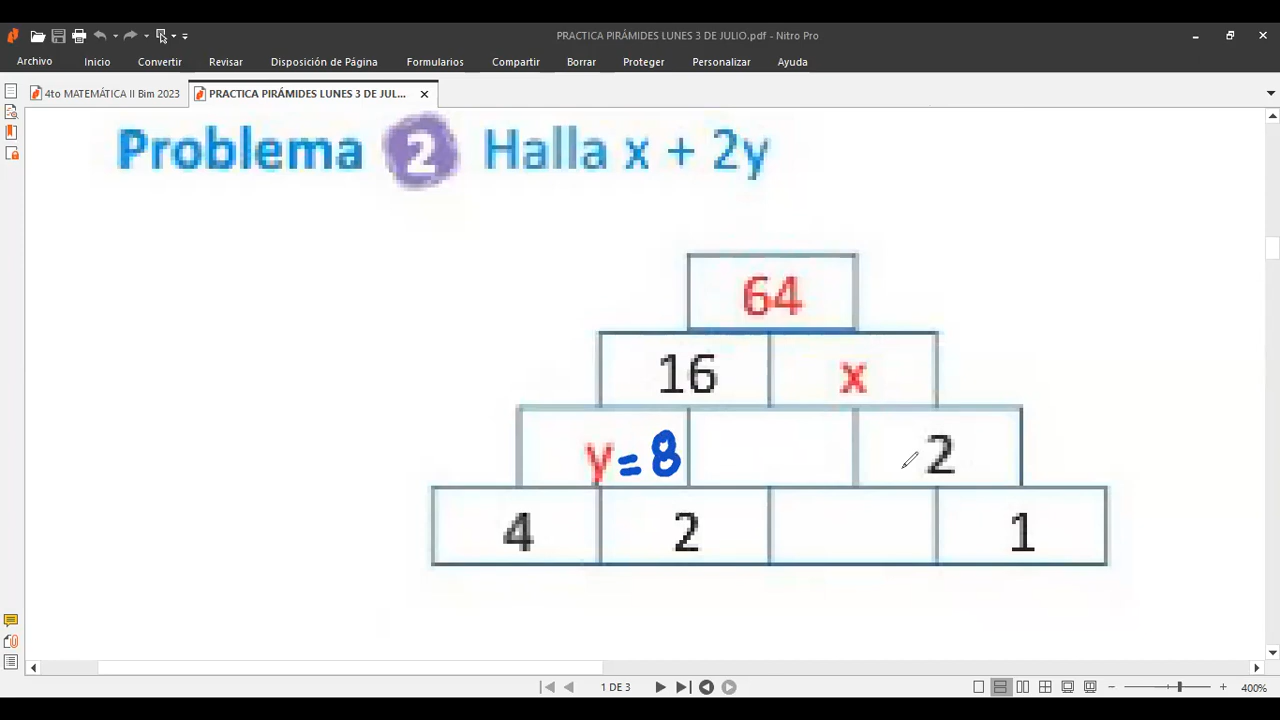 PRACTICA PIRÁMIDES LUNES 3 DE JULIO.pdf - Nitro Pro
Archivo Inicio Convertir Revisar Disposición de Página Formularios Compartir Borrar Proteger Personalizar Ayuda
4to MATEMÁTICA II Bim 2023 PRACTICA PIRÁMIDES LUNES 3 DE JUL...
Problema 2 Halla x + 2y
64
16 x
y = 8 2
4 2 1
1 DE 3
400%